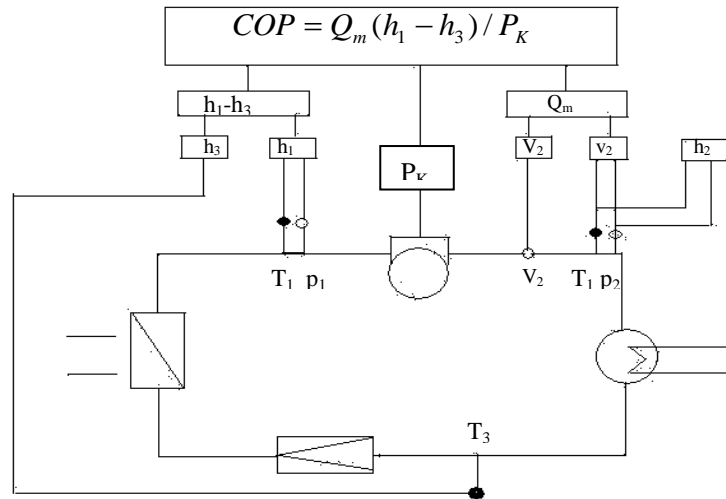 COP = Q_m (h_1 − h_3) / P_K
h_1-h_3
Q_m
h_3
h_1
P_K
V_2
v_2
h_2
T_1 p_1
V_2
T_1 p_2
T_3